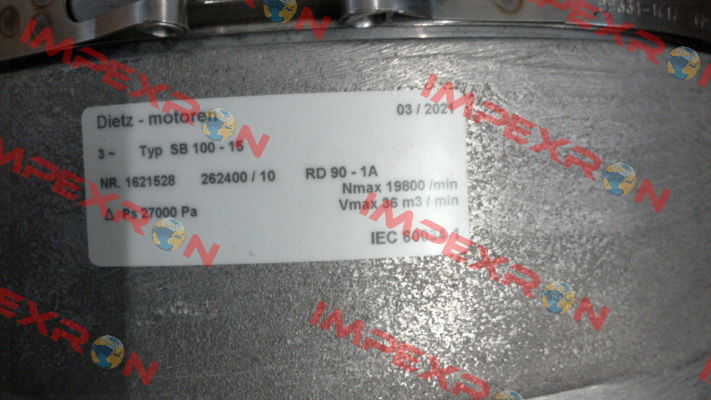 Dietz - motoren 03 / 2021
3 ~ Typ SB 100 - 15
NR. 1621528 262400 / 10 RD 90 - 1A
Nmax 19800 /min
Vmax 36 m3 / min
Δ Ps 27000 Pa
IEC
IMPEXRON
IMPEXRON
IMPEXRON
IMPEXRON
IMPEXRON